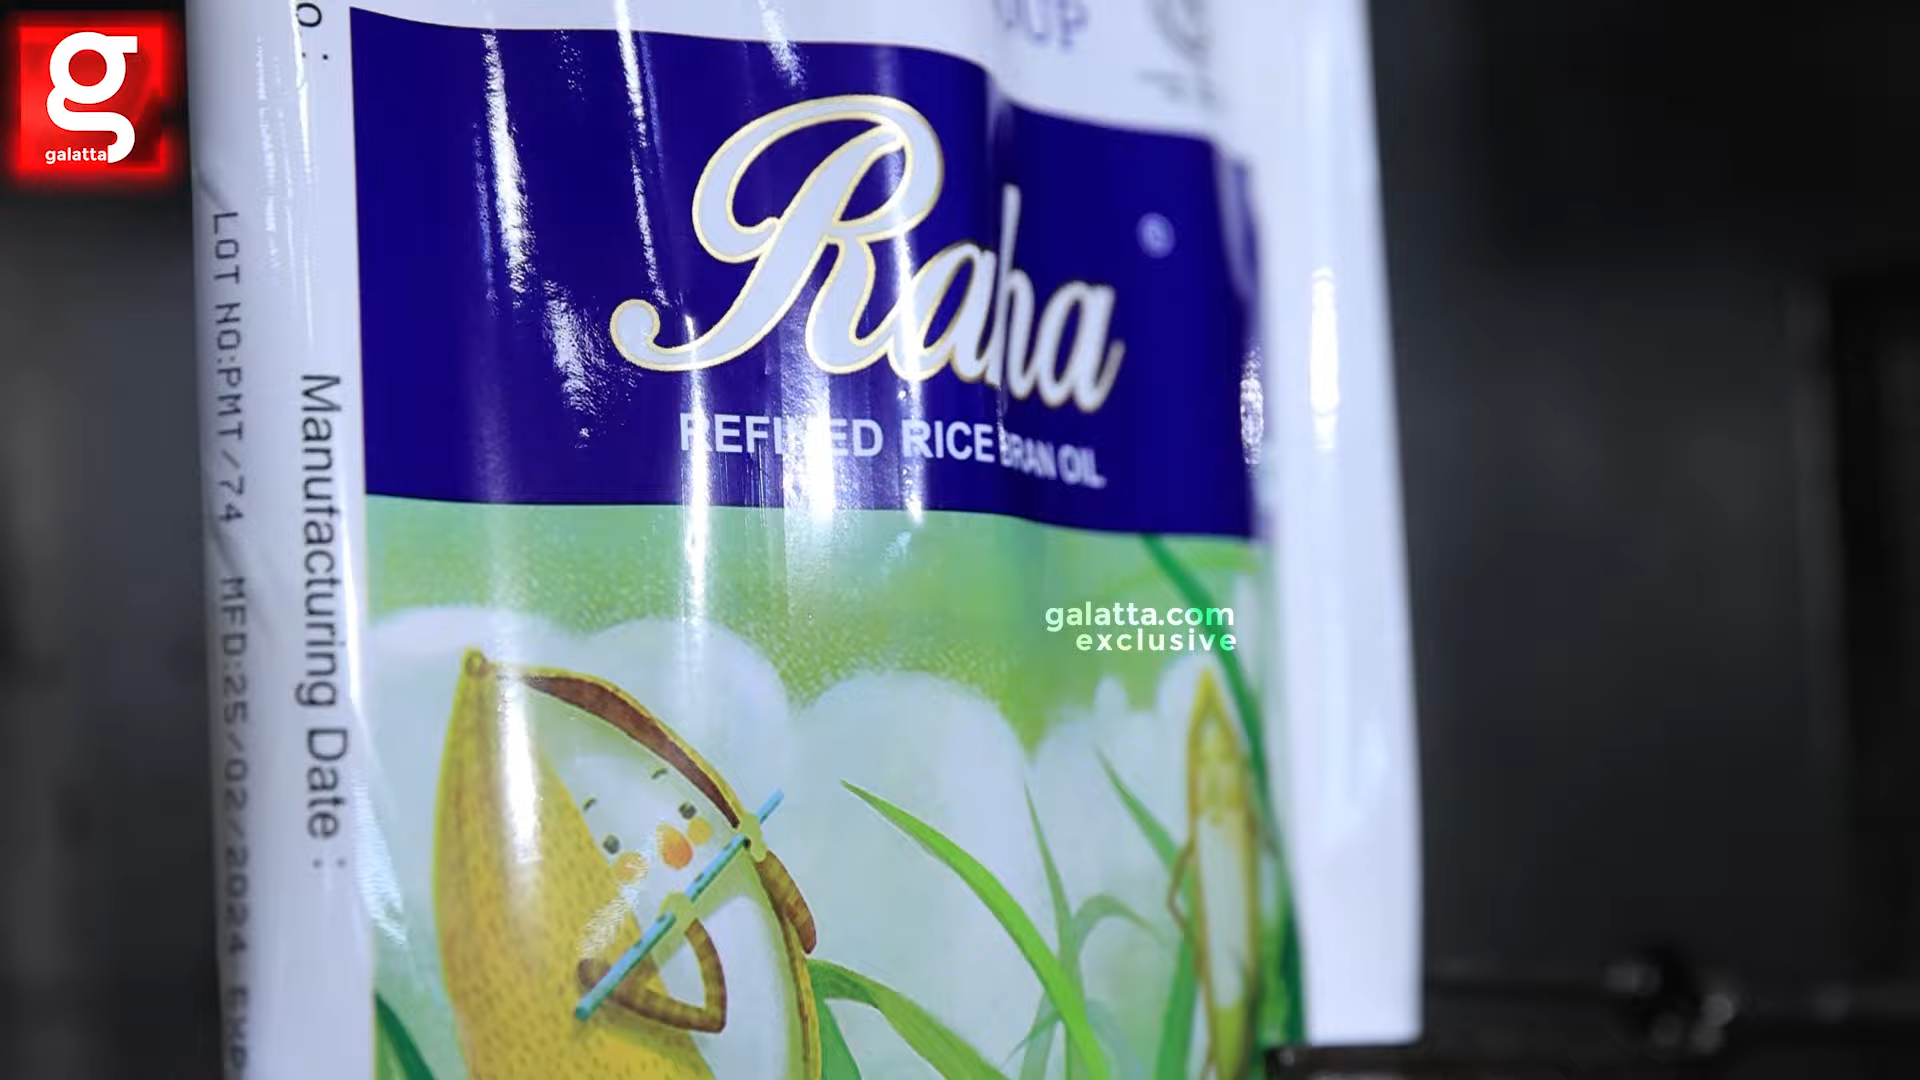 galatta
Raha
REFINED RICE BRAN OIL
LOT NO:PMT/74 MFD:25/02/2024
Manufacturing Date :
galatta.com
exclusive